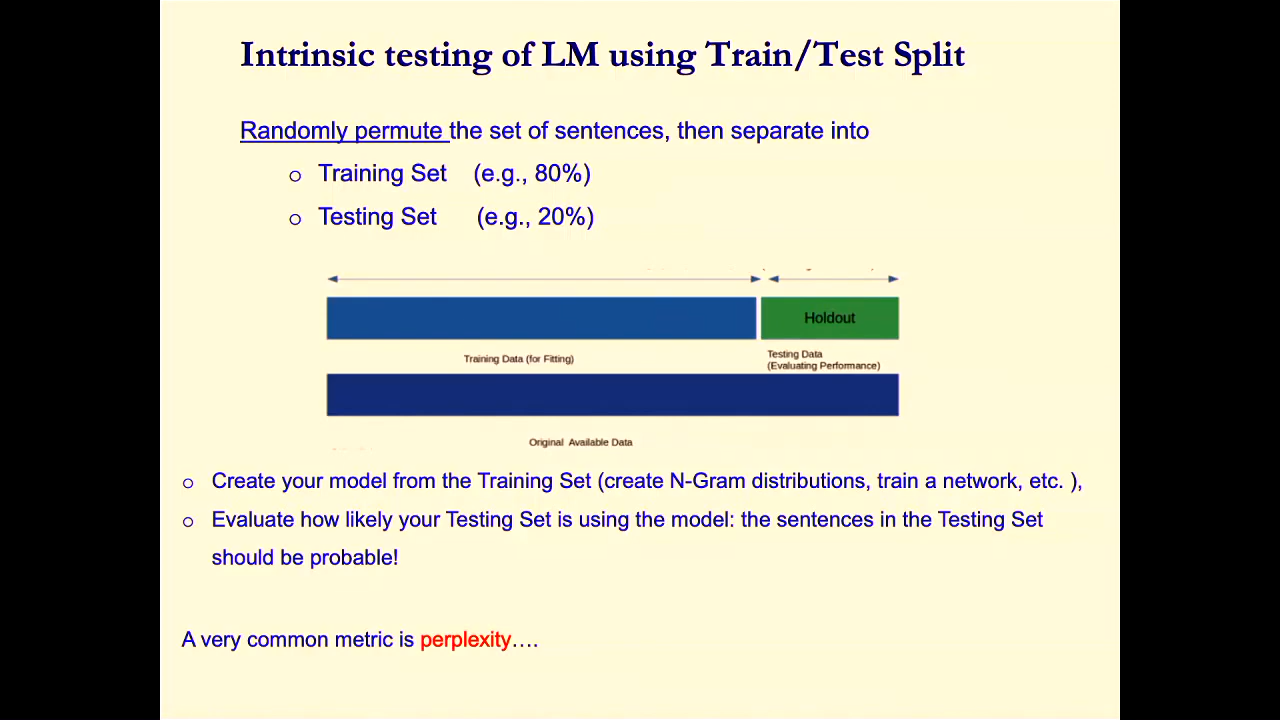 Intrinsic testing of LM using Train/Test Split
Randomly permute the set of sentences, then separate into
o Training Set (e.g., 80%)
o Testing Set (e.g., 20%)
Holdout
Training Data (for Fitting)
Testing Data
(Evaluating Performance)
Original Available Data
o Create your model from the Training Set (create N-Gram distributions, train a network, etc. ),
o Evaluate how likely your Testing Set is using the model: the sentences in the Testing Set
should be probable!
A very common metric is perplexity….